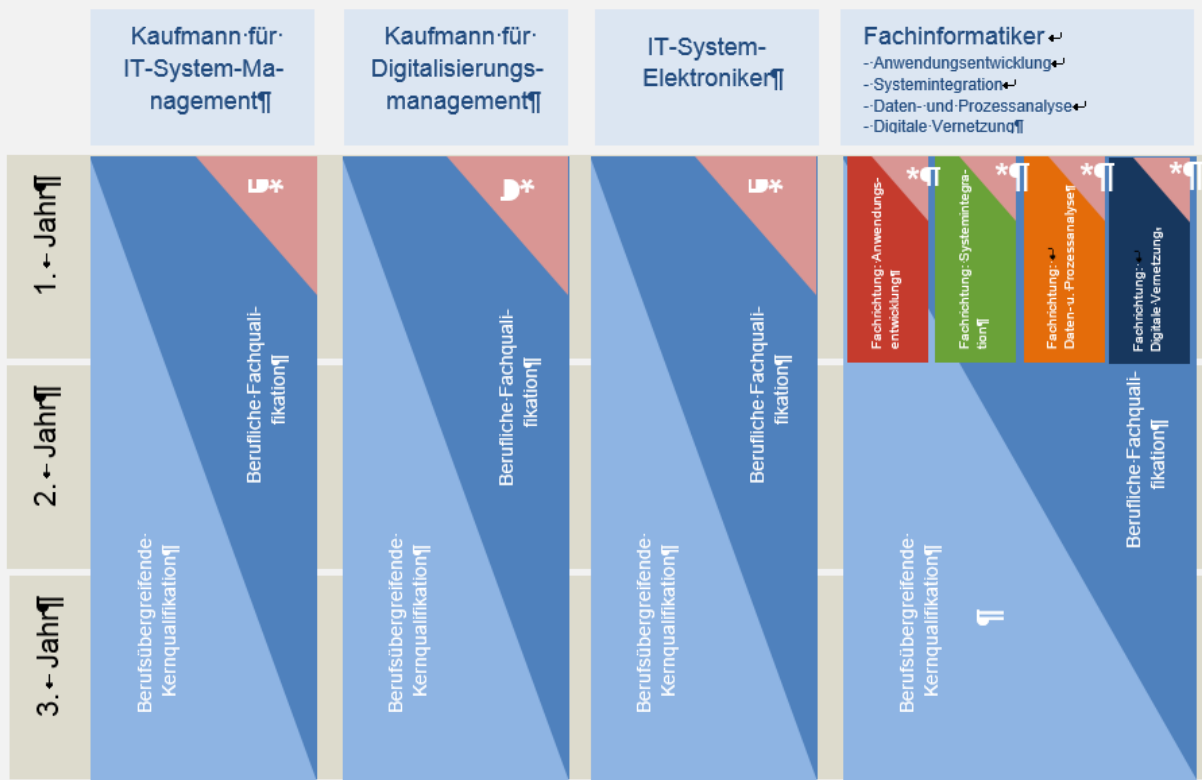 Kaufmann·für·
IT-System-Ma-
nagement¶
Kaufmann·für·
Digitalisierungs-
management¶
IT-System-
Elektroniker¶
Fachinformatiker↵
-·Anwendungsentwicklung↵
-·Systemintegration↵
-·Daten-·und·Prozessanalyse↵
-·Digitale·Vernetzung¶
1.·←·Jahr¶
*¶
Berufliche·Fachquali-
fikation¶
*¶
Berufliche·Fachquali-
fikation¶
*¶
Berufliche·Fachquali-
fikation¶
Fachrichtung:·Anwendungs-
entwicklung¶
*¶
Fachrichtung:·Systemintegra-
tion¶
*¶
Fachrichtung:·↵
Daten-·u.·Prozessanalyse¶
*¶
Fachrichtung:·↵
Digitale·Vernetzung¶
*¶
2.·←·Jahr¶
Berufliche·Fachquali-
fikation¶
3.·←·Jahr¶
Berufsübergreifende·
Kernqualifikation¶
Berufsübergreifende·
Kernqualifikation¶
Berufsübergreifende·
Kernqualifikation¶
Berufsübergreifende·
Kernqualifikation¶
¶